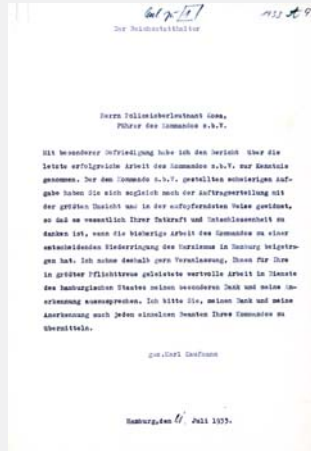 1933
Der Reichsstatthalter
Herrn Polizeioberleutnant Kosa,
Führer des Kommandos z.b.V.
Mit besonderer Befriedigung habe ich den Bericht über die
letzte erfolgreiche Arbeit des Kommandos z.b.V. zur Kenntnis
genommen. Der dem Kommando z.b.V. gestellten schwierigen Auf-
gabe haben Sie sich sogleich nach der Auftragserteilung mit
der größten Umsicht und in der aufopferndsten Weise gewidmet,
so daß es wesentlich Ihrer Tatkraft und Entschlossenheit zu
danken ist, wenn die bisherige Arbeit des Kommandos zu einer
entscheidenden Niederringung des Marxismus in Hamburg beigetra-
gen hat. Ich nehme deshalb gern Veranlassung, Ihnen für Ihre
in größter Pflichttreue geleistete wertvolle Arbeit im Dienste
des hamburgischen Staates meinen besonderen Dank und meine An-
erkennung auszusprechen. Ich bitte Sie, meinen Dank und meine
Anerkennung auch jeden einzelnen Beamten Ihres Kommandos zu
übermitteln.
gez. Karl Kaufmann
Hamburg, den Juli 1933.